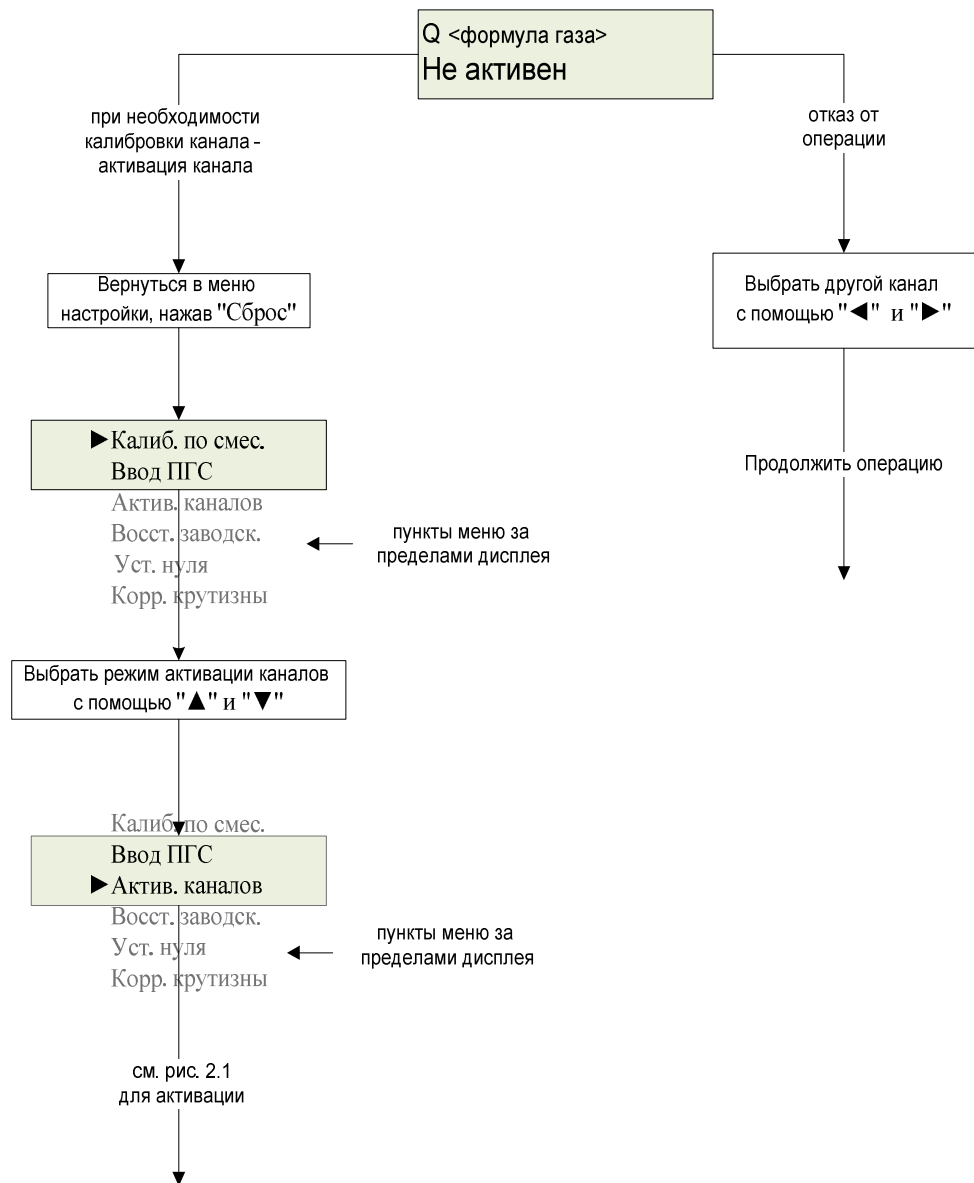 Q <формула газа>
Не активен
при необходимости
калибровки канала -
активация канала
отказ от
операции
Вернуться в меню
настройки, нажав "Сброс"
Выбрать другой канал
с помощью "◄" и "►"
►Калиб. по смес.
Ввод ПГС
Актив. каналов
Восст. заводск.
Уст. нуля
Корр. крутизны
пункты меню за
пределами дисплея
Продолжить операцию
Выбрать режим активации каналов
с помощью "▲" и "▼"
Калиб. по смес.
Ввод ПГС
►Актив. каналов
Восст. заводск.
Уст. нуля
Корр. крутизны
пункты меню за
пределами дисплея
см. рис. 2.1
для активации